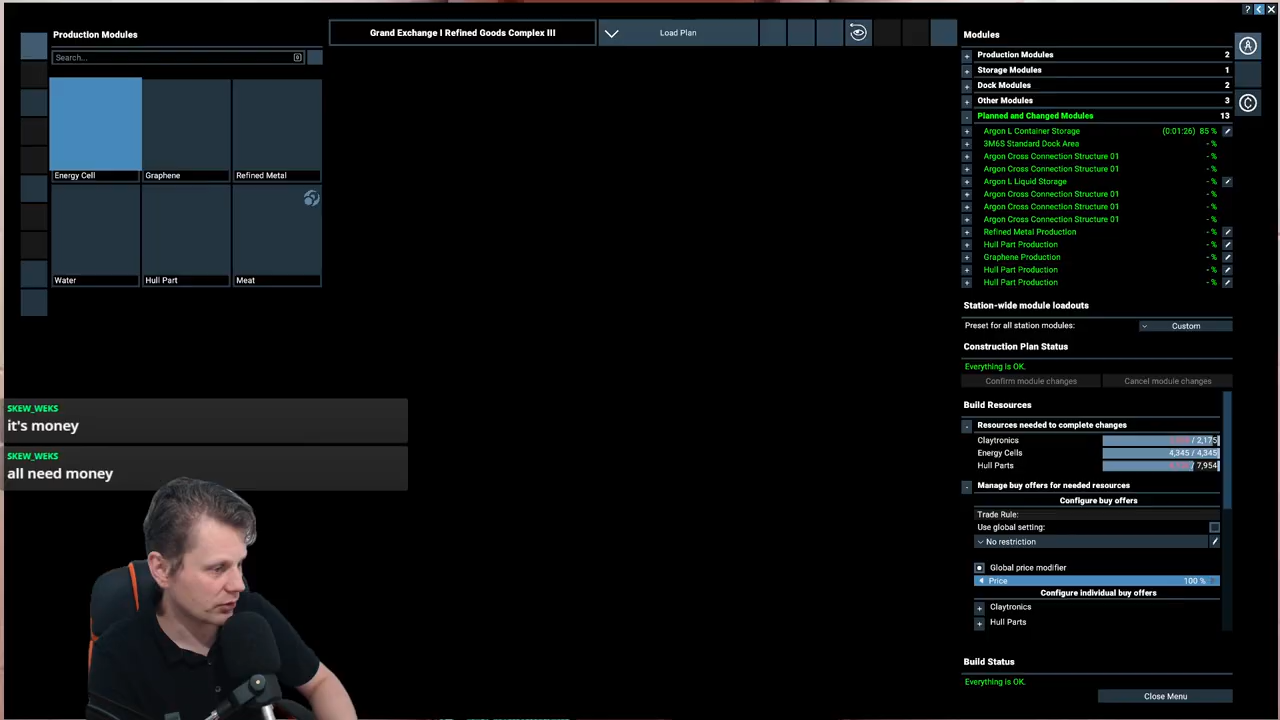 Production Modules
Search...
Energy Cell
Graphene
Refined Metal
Water
Hull Part
Meat
Grand Exchange I Refined Goods Complex III
Load Plan
SKEW_WEKS
it's money
SKEW_WEKS
all need money
?
Modules
+ Production Modules 2
+ Storage Modules 1
+ Dock Modules 2
+ Other Modules 3
- Planned and Changed Modules 13
+ Argon L Container Storage (0:01:26) 85 %
+ 3M6S Standard Dock Area - %
+ Argon Cross Connection Structure 01 - %
+ Argon Cross Connection Structure 01 - %
+ Argon L Liquid Storage - %
+ Argon Cross Connection Structure 01 - %
+ Argon Cross Connection Structure 01 - %
+ Argon Cross Connection Structure 01 - %
+ Refined Metal Production - %
+ Hull Part Production - %
+ Graphene Production - %
+ Hull Part Production - %
+ Hull Part Production - %
Station-wide module loadouts
Preset for all station modules: Custom
Construction Plan Status
Everything is OK.
Confirm module changes Cancel module changes
Build Resources
- Resources needed to complete changes
Claytronics / 2,175
Energy Cells 4,345 / 4,345
Hull Parts / 7,954
- Manage buy offers for needed resources
Configure buy offers
Trade Rule:
Use global setting:
No restriction
Global price modifier
Price 100 %
Configure individual buy offers
+ Claytronics
+ Hull Parts
Build Status
Everything is OK.
Close Menu